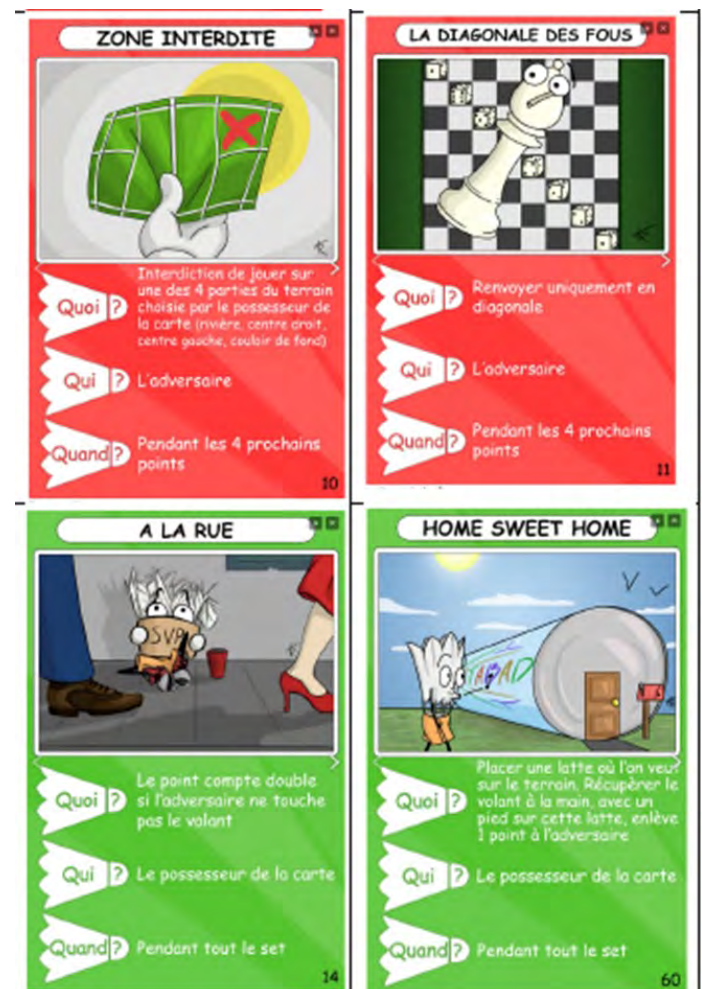 ZONE INTERDITE
Quoi ?
Interdiction de jouer sur
une des 4 parties du terrain
choisie par le possesseur de
la carte (rivière, centre droit,
centre gauche, couloir de fond)
Qui ?
L'adversaire
Quand ?
Pendant les 4 prochains
points
10
LA DIAGONALE DES FOUS
Quoi ?
Renvoyer uniquement en
diagonale
Qui ?
L'adversaire
Quand ?
Pendant les 4 prochains
points
11
A LA RUE
SVP
Quoi ?
Le point compte double
si l'adversaire ne touche
pas le volant
Qui ?
Le possesseur de la carte
Quand ?
Pendant tout le set
14
HOME SWEET HOME
Quoi ?
Placer une latte où l'on veut
sur le terrain. Récupèrer le
volant à la main, avec un
pied sur cette latte, enlève
1 point à l'adversaire
Qui ?
Le possesseur de la carte
Quand ?
Pendant tout le set
60